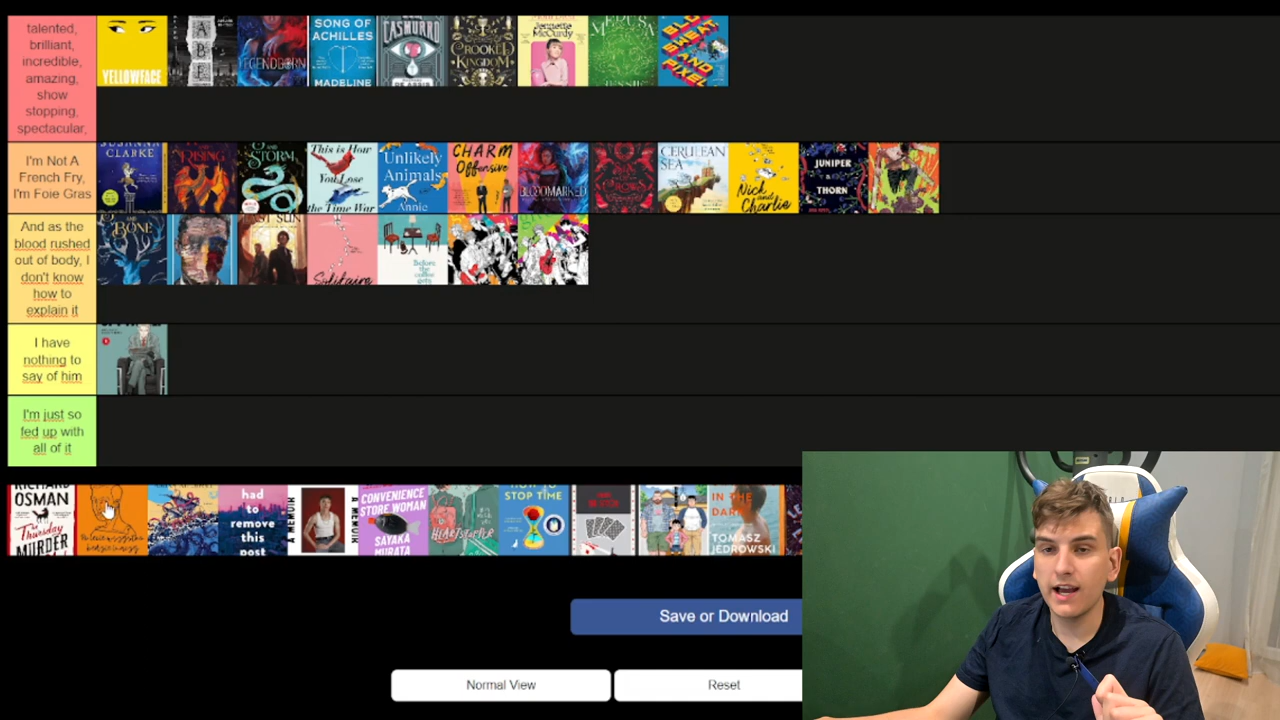 talented,
brilliant,
incredible,
amazing,
show
stopping,
spectacular,
YELLOWFACE
LEGENDBORN
SONG OF
ACHILLES
MADELINE
CASMURRO
CROOKED
KINGDOM
Jennette
McCurdy
MEDUSA
JESSIE
BLOOD
SWEAT
AND
PIXEL
I'm Not A
French Fry,
I'm Foie Gras
SUSANNA
CLARKE
RISING
AND
STORM
This is How
You Lose
the Time War
Unlikely
Animals
Annie
CHARM
Offensive
BLOODMARKED
CERULEAN
SEA
Nick
and
Charlie
JUNIPER
&
THORN
And as the
blood rushed
out of body, I
don't know
how to
explain it
AND
BONE
LAST SUN
Solitaire
Before
the
coffee
gets
I have
nothing to
say of him
I'm just so
fed up with
all of it
RICHARD
OSMAN
THE
Thursday
MURDER
had
to
remove
this
post
A MEMOIR
CONVENIENCE
STORE WOMAN
SAYAKA
MURATA
HEARTSTOPPER
HOW TO
STOP TIME
IN THE
DARK
TOMASZ
JEDROWSKI
Save or Download
Normal View
Reset